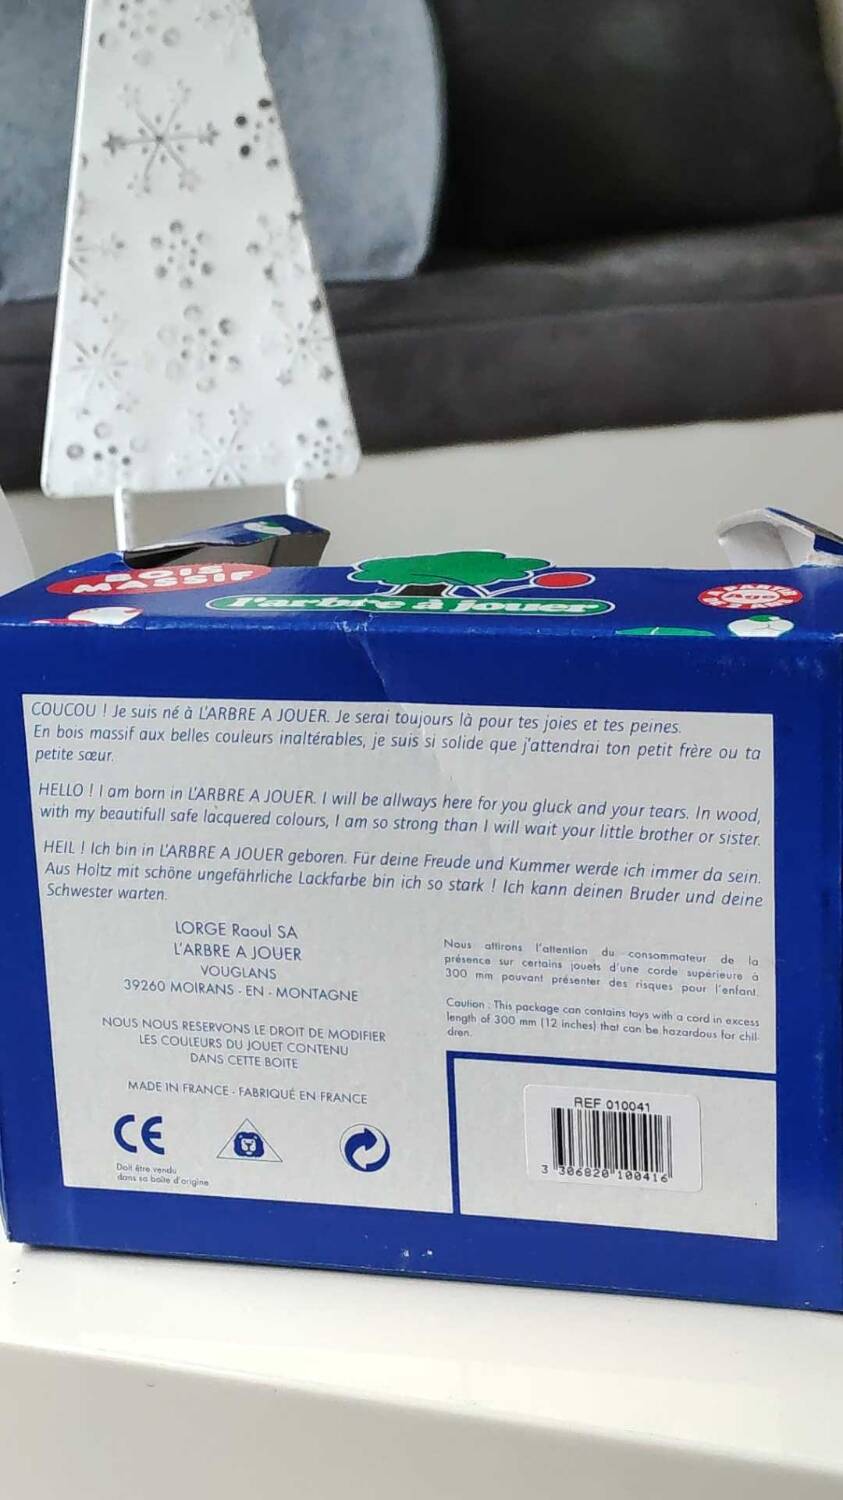 BOIS
MASSIF
l'arbre à jouer
COUCOU ! Je suis né à L'ARBRE A JOUER. Je serai toujours là pour tes joies et tes peines.
En bois massif aux belles couleurs inaltérables, je suis si solide que j'attendrai ton petit frère ou ta
petite sœur.
HELLO ! I am born in L'ARBRE A JOUER. I will be allways here for you gluck and your tears. In wood,
with my beautifull safe lacquered colours, I am so strong than I will wait your little brother or sister.
HEIL ! Ich bin in L'ARBRE A JOUER geboren. Für deine Freude und Kummer werde ich immer da sein.
Aus Holtz mit schöne ungefährliche Lackfarbe bin ich so stark ! Ich kann deinen Bruder und deine
Schwester warten.
LORGE Raoul SA
L'ARBRE A JOUER
VOUGLANS
39260 MOIRANS - EN - MONTAGNE
NOUS NOUS RESERVONS LE DROIT DE MODIFIER
LES COULEURS DU JOUET CONTENU
DANS CETTE BOITE
MADE IN FRANCE - FABRIQUÉ EN FRANCE
CE
Doit être vendu
dans sa boîte d'origine
Nous attirons l'attention du consommateur de la
présence sur certains jouets d'une corde supérieure à
300 mm pouvant présenter des risques pour l'enfant.
Caution : This package can contains toys with a cord in excess
length of 300 mm (12 inches) that can be hazardous for chil-
dren.
REF 010041
3 306820 100416